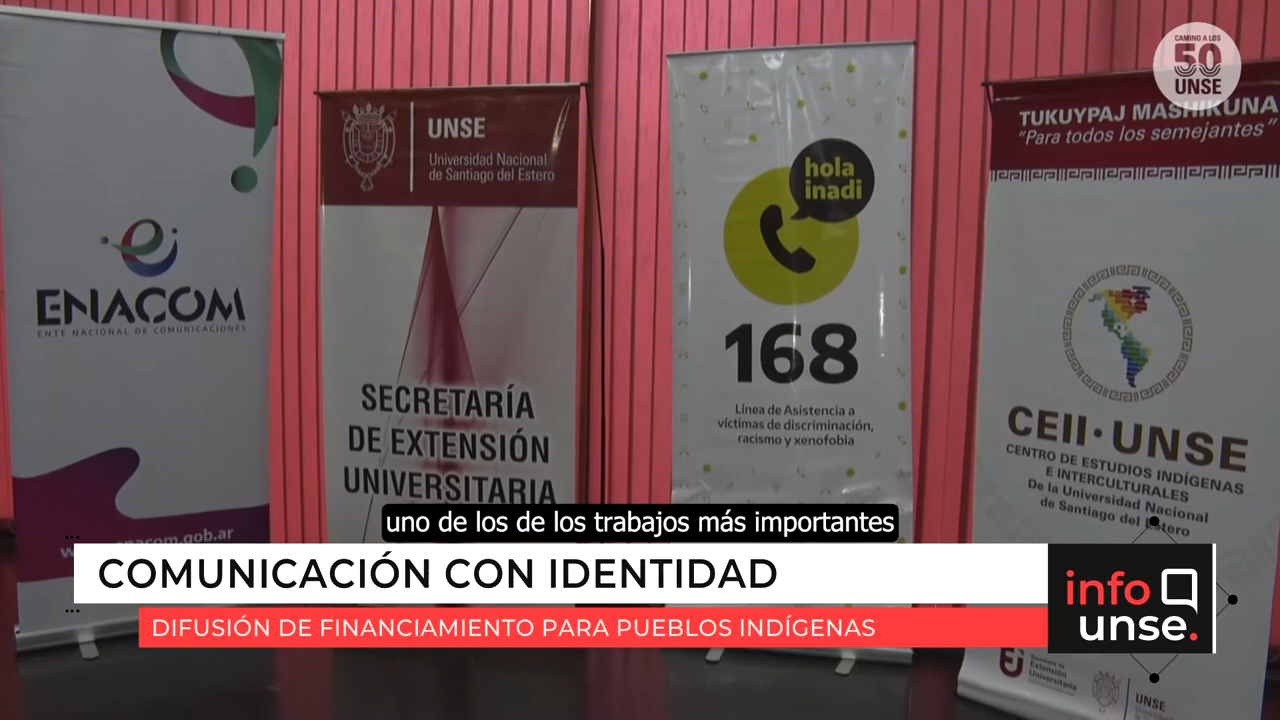 CAMINO A LOS
50
UNSE
ENACOM
ENTE NACIONAL DE COMUNICACIONES
enacom.gob.ar
UNSE
Universidad Nacional
de Santiago del Estero
SECRETARÍA
DE EXTENSIÓN
UNIVERSITARIA
hola
inadi
168
Línea de Asistencia a
víctimas de discriminación,
racismo y xenofobia
TUKUYPAJ MASHIKUNA
"Para todos los semejantes"
CEII·UNSE
CENTRO DE ESTUDIOS INDÍGENAS
E INTERCULTURALES
De la Universidad Nacional
de Santiago del Estero
Universitaria
UNSE
uno de los de los trabajos más importantes
COMUNICACIÓN CON IDENTIDAD
DIFUSIÓN DE FINANCIAMIENTO PARA PUEBLOS INDÍGENAS
info
unse.